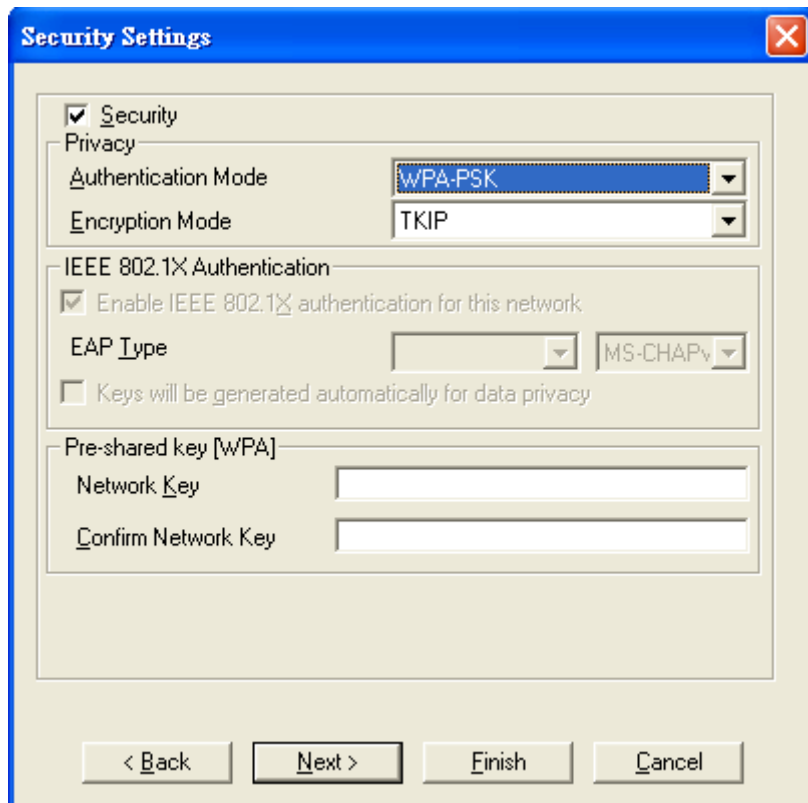 Security Settings
Security
Privacy
Authentication Mode WPA-PSK
Encryption Mode TKIP
IEEE 802.1X Authentication
Enable IEEE 802.1X authentication for this network
EAP Type MS-CHAPv
Keys will be generated automatically for data privacy
Pre-shared key [WPA]
Network Key
Confirm Network Key
< Back Next > Finish Cancel